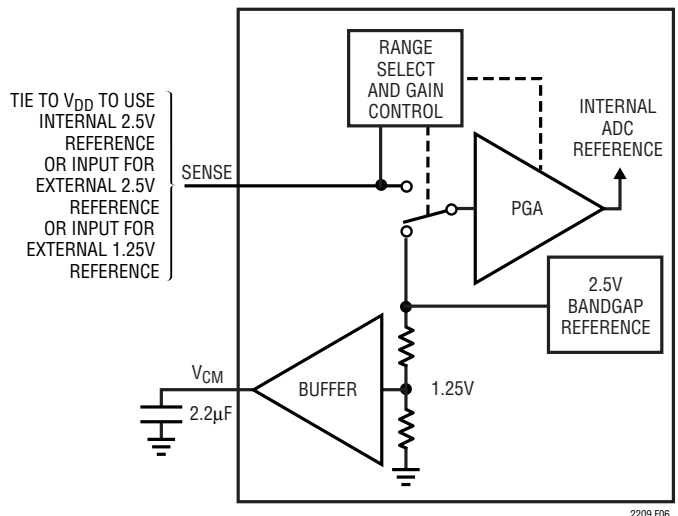 TIE TO VDD TO USE
INTERNAL 2.5V
REFERENCE
OR INPUT FOR
EXTERNAL 2.5V
REFERENCE
OR INPUT FOR
EXTERNAL 1.25V
REFERENCE
SENSE
RANGE
SELECT
AND GAIN
CONTROL
INTERNAL
ADC
REFERENCE
PGA
2.5V
BANDGAP
REFERENCE
VCM
BUFFER
1.25V
2.2μF
2209 F06